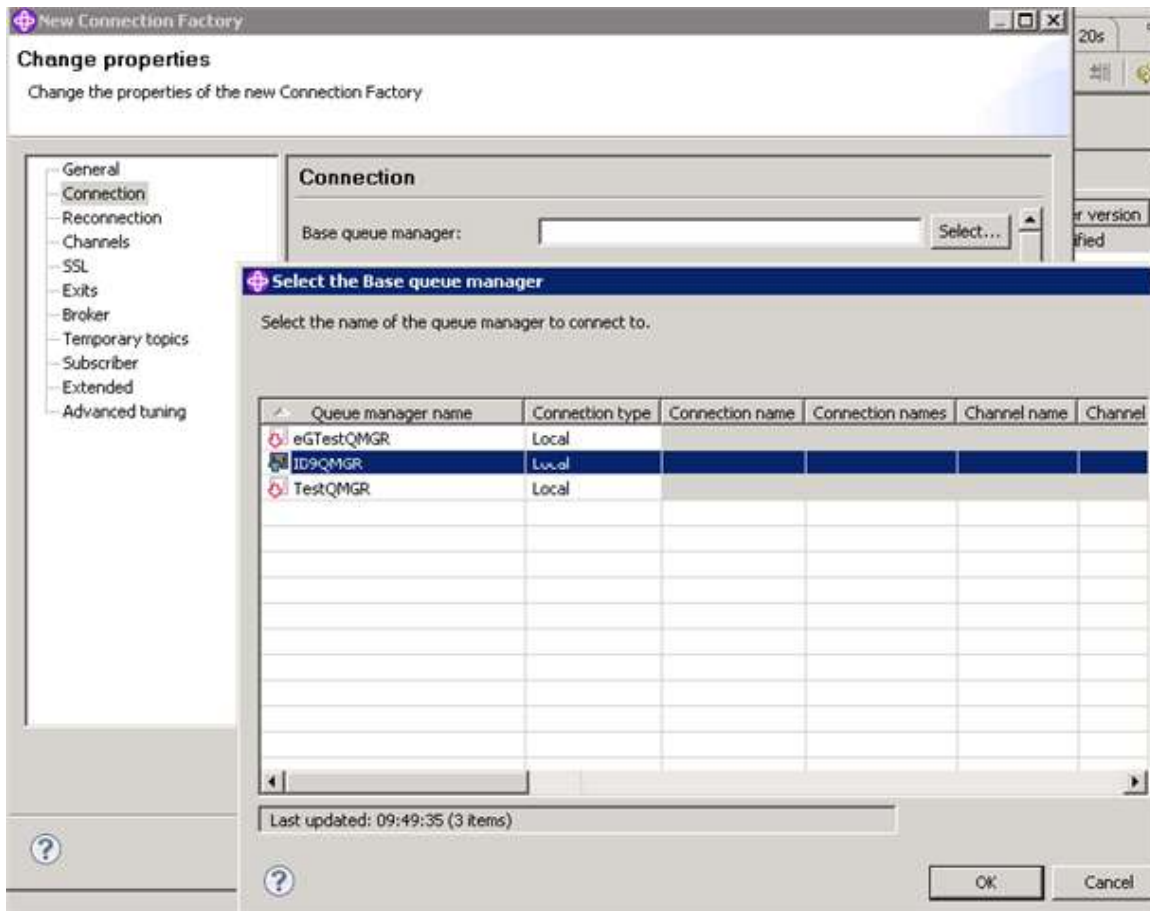 New Connection Factory
20s
Change properties
Change the properties of the new Connection Factory
General
Connection
Reconnection
Channels
SSL
Exits
Broker
Temporary topics
Subscriber
Extended
Advanced tuning
Connection
Base queue manager:
Select...
r version
ified
Select the Base queue manager
Select the name of the queue manager to connect to.
Queue manager name Connection type Connection name Connection names Channel name Channel
eGTestQMGR Local
ID9QMGR Local
TestQMGR Local
Last updated: 09:49:35 (3 items)
OK Cancel